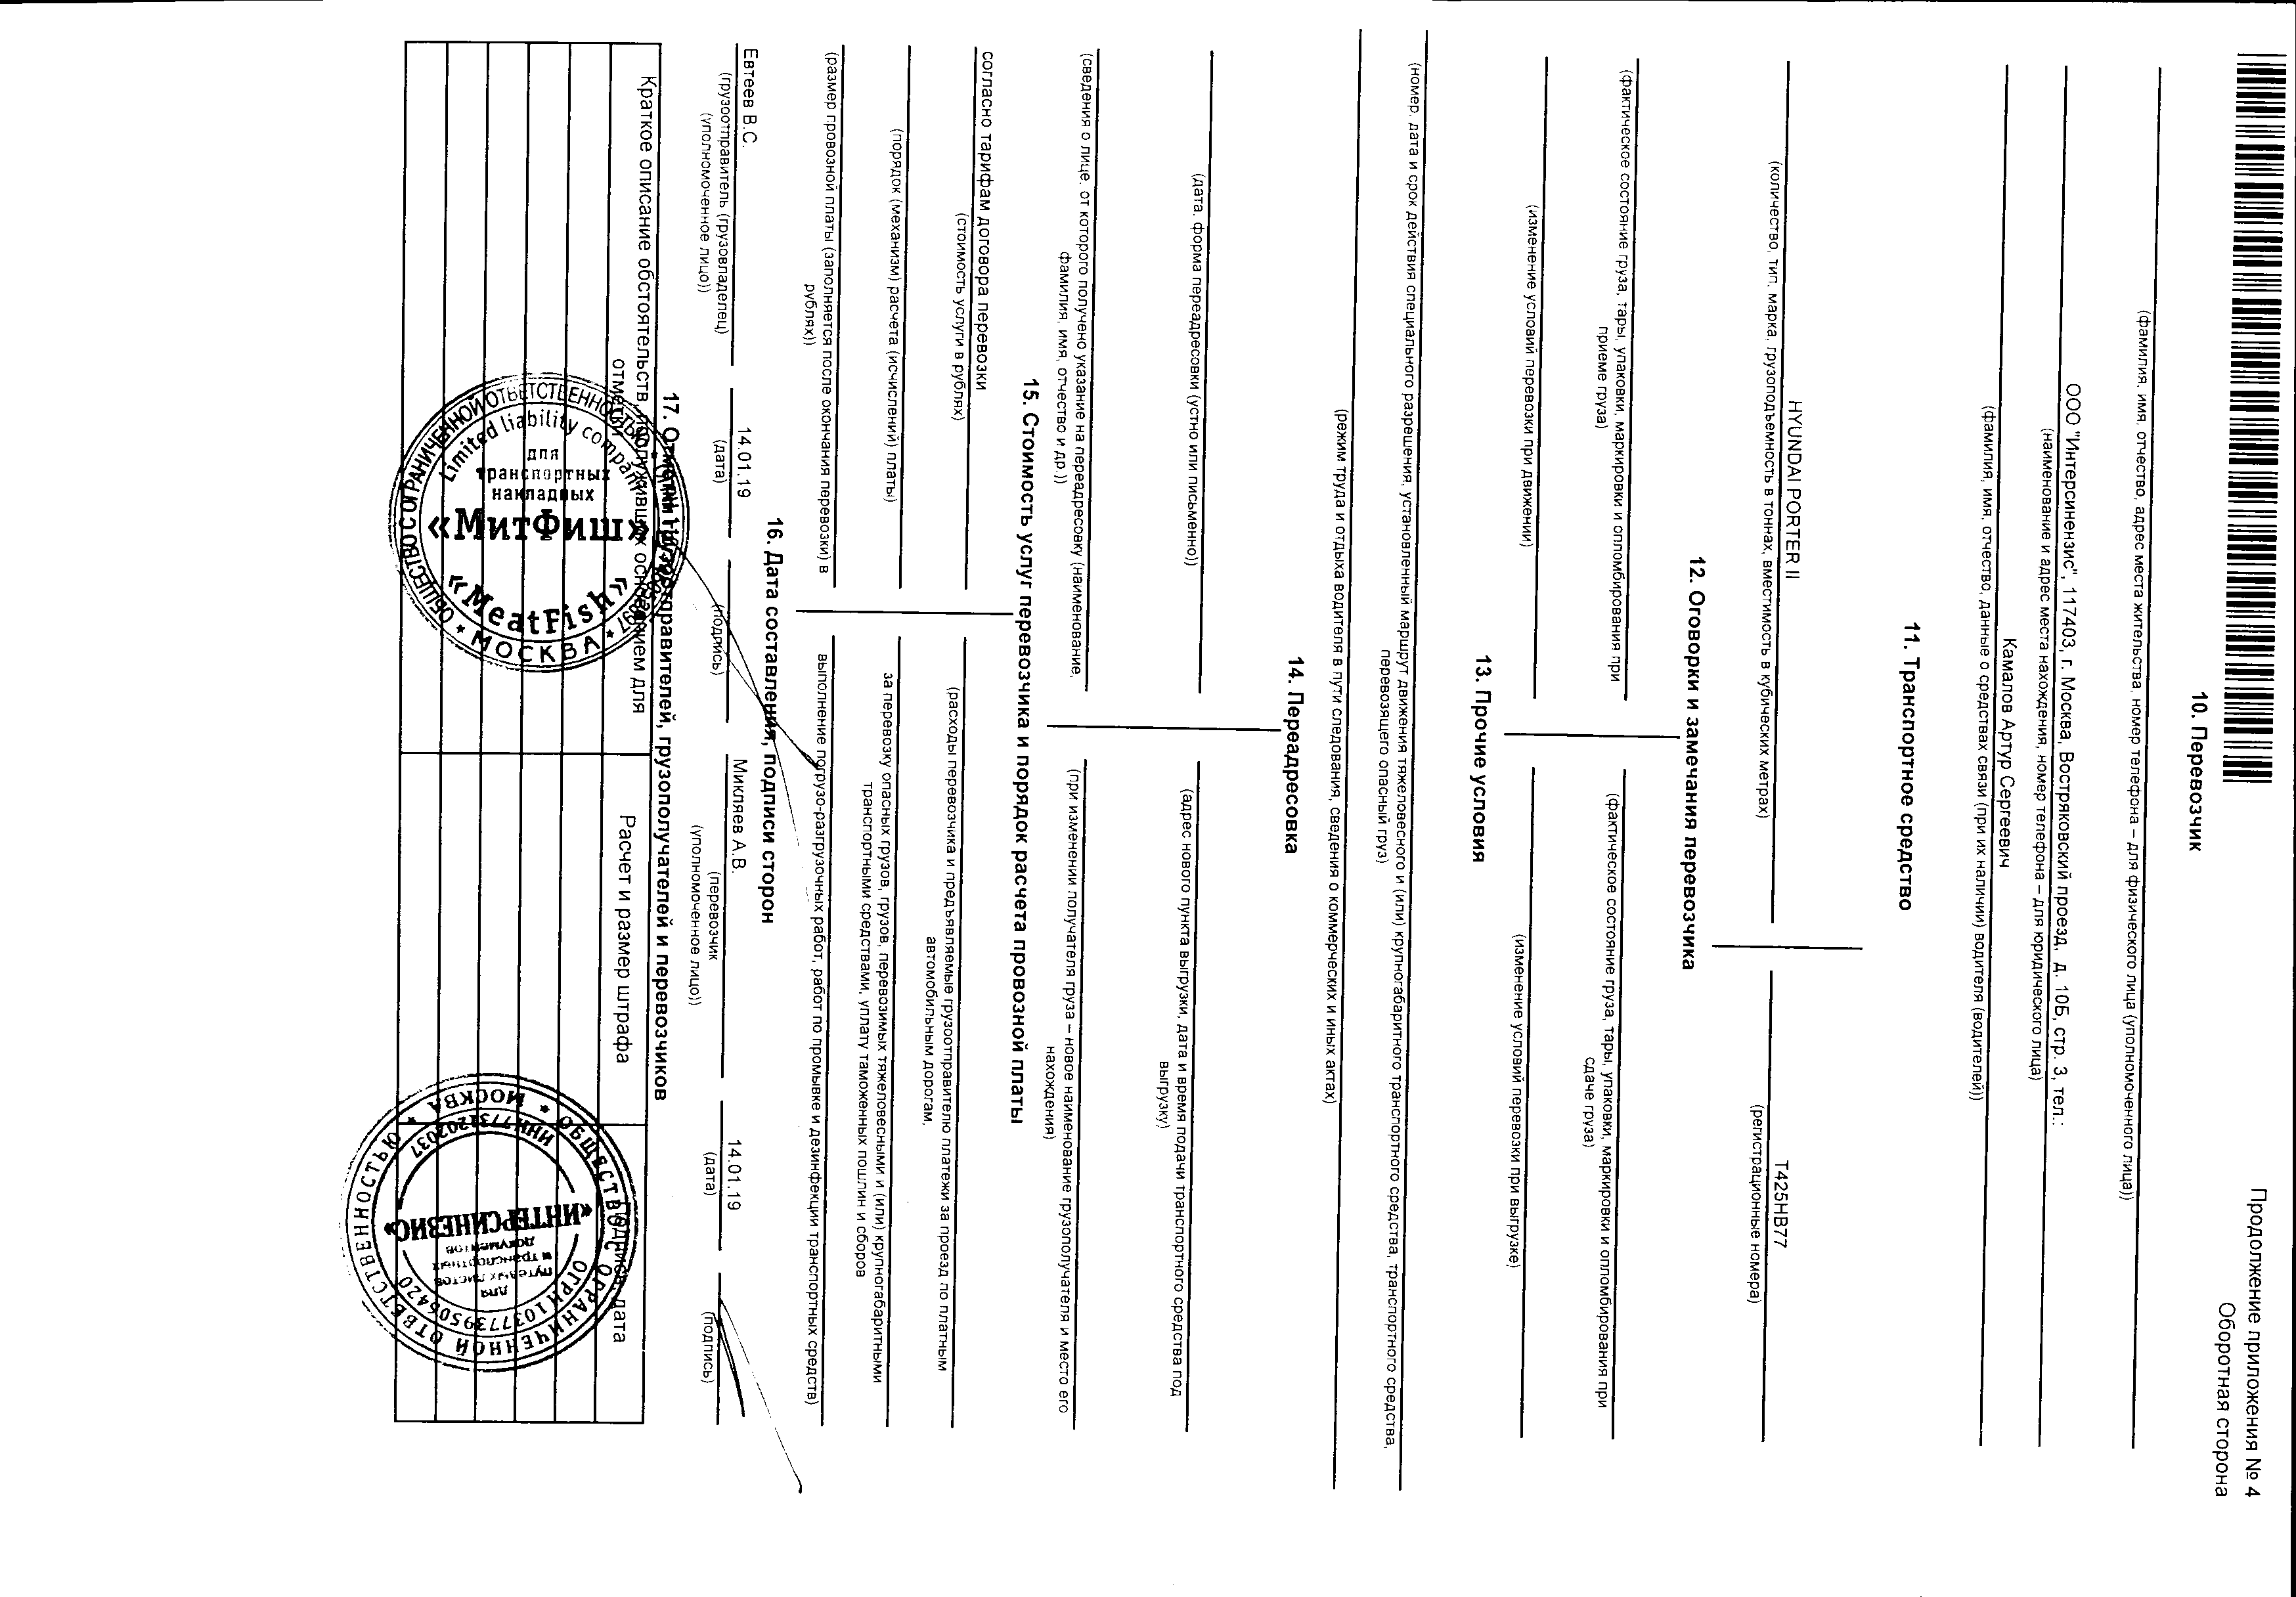 Продолжение приложения № 4
Оборотная сторона
10. Перевозчик
(фамилия, имя, отчество, адрес места жительства, номер телефона – для физического лица (уполномоченного лица))
ООО "Интерсинензис", 117403, г. Москва, Востряковский проезд, д. 10Б, стр. 3, тел.:
(наименование и адрес места нахождения, номер телефона – для юридического лица)
Камалов Артур Сергеевич
(фамилия, имя, отчество, данные о средствах связи (при их наличии) водителя (водителей))
11. Транспортное средство
HYUNDAI PORTER II
Т425НВ77
(количество, тип, марка, грузоподъемность в тоннах, вместимость в кубических метрах)
(регистрационные номера)
12. Оговорки и замечания перевозчика
(фактическое состояние груза, тары, упаковки, маркировки и опломбирования при
приеме груза)
(фактическое состояние груза, тары, упаковки, маркировки и опломбирования при
сдаче груза)
(изменение условий перевозки при движении)
(изменение условий перевозки при выгрузке)
13. Прочие условия
(номер, дата и срок действия специального разрешения, установленный маршрут движения тяжеловесного и (или) крупногабаритного транспортного средства, транспортного средства,
перевозящего опасный груз)
(режим труда и отдыха водителя в пути следования, сведения о коммерческих и иных актах)
14. Переадресовка
(дата, форма переадресовки (устно или письменно))
(адрес нового пункта выгрузки, дата и время подачи транспортного средства под
выгрузку)
(сведения о лице, от которого получено указание на переадресовку (наименование,
фамилия, имя, отчество и др.))
(при изменении получателя груза – новое наименование грузополучателя и место его
нахождения)
15. Стоимость услуг перевозчика и порядок расчета провозной платы
согласно тарифам договора перевозки
(стоимость услуги в рублях)
(расходы перевозчика и предъявляемые грузоотправителю платежи за проезд по платным
автомобильным дорогам,
(порядок (механизм) расчета (исчислений) платы)
за перевозку опасных грузов, грузов, перевозимых тяжеловесными и (или) крупногабаритными
транспортными средствами, уплату таможенных пошлин и сборов
(размер провозной платы (заполняется после окончания перевозки) в
рублях))
выполнение погрузо-разгрузочных работ, работ по промывке и дезинфекции транспортных средств)
16. Дата составления, подписи сторон
Евтеев В.С.
14.01.19
Микляев А.В.
14.01.19
(грузоотправитель (грузовладелец)
(уполномоченное лицо))
(дата)
(подпись)
(перевозчик
(уполномоченное лицо))
(дата)
(подпись)
17. Отметки грузоотправителей, грузополучателей и перевозчиков
Краткое описание обстоятельств, послуживших основанием для
отметки
Расчет и размер штрафа
Подпись, дата
ОБЩЕСТВО С ОГРАНИЧЕННОЙ ОТВЕТСТВЕННОСТЬЮ
Limited liability company
для
транспортных
накладных
«МитФиш»
«MeatFish»
МОСКВА
ОБЩЕСТВО С ОГРАНИЧЕННОЙ ОТВЕТСТВЕННОСТЬЮ
МОСКВА
ОГРН 1037739506420
для
путевых листов
и транспортных
документов
«ИНТЕРСИНЕЗИС»